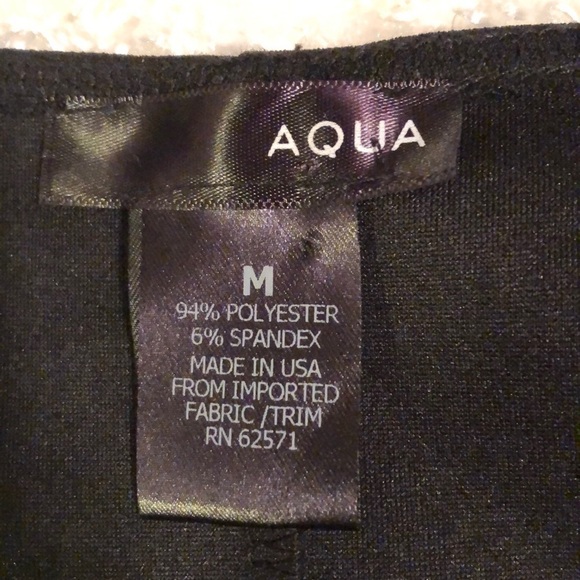 AQUA
M
94% POLYESTER
6% SPANDEX
MADE IN USA
FROM IMPORTED
FABRIC /TRIM
RN 62571